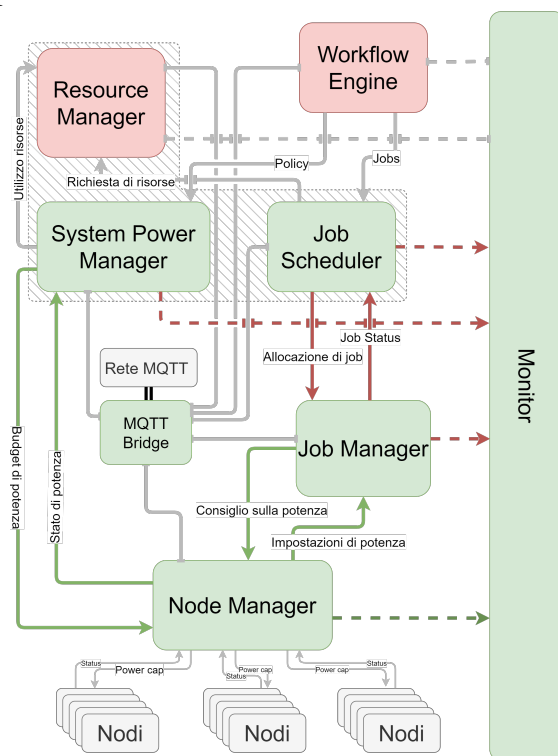 Resource
Manager
Workflow
Engine
Utilizzo risorse
Policy
Jobs
Richiesta di risorse
System Power
Manager
Job
Scheduler
Monitor
Job Status
Allocazione di job
Rete MQTT
MQTT
Bridge
Job Manager
Budget di potenza
Stato di potenza
Consiglio sulla potenza
Impostazioni di potenza
Node Manager
Status
Power cap
Power cap
Status
Status
Power cap
Nodi
Nodi
Nodi